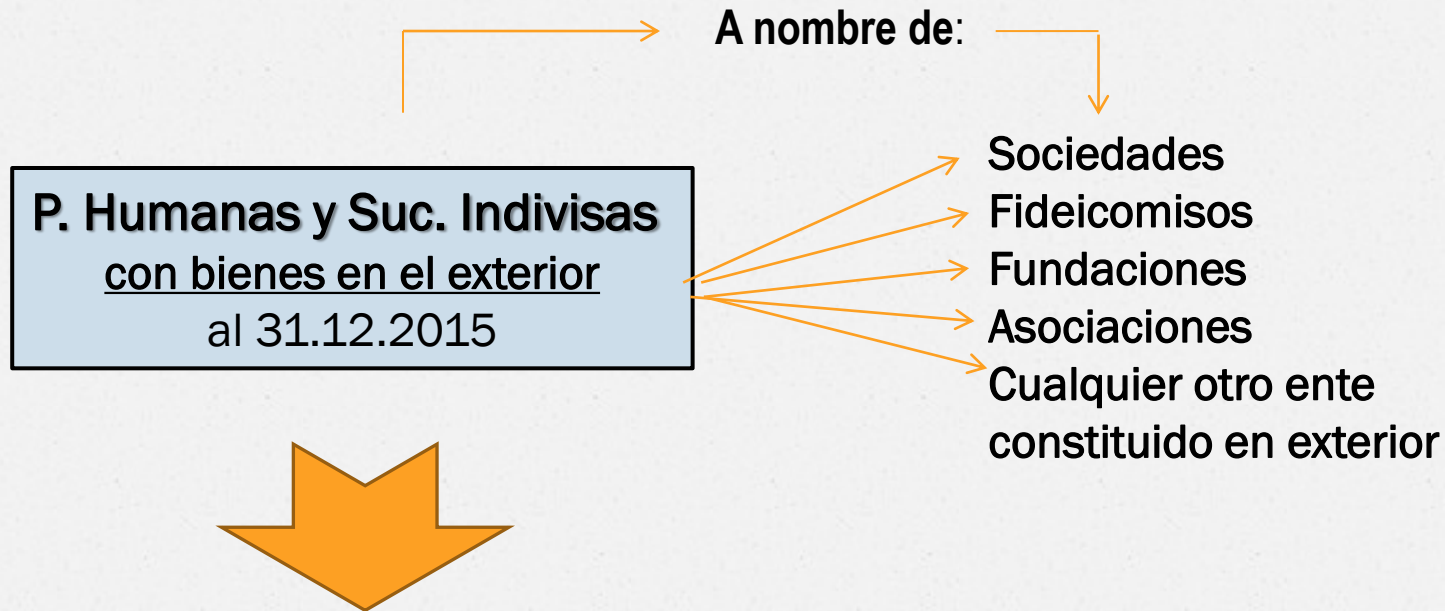 A nombre de:
P. Humanas y Suc. Indivisas
con bienes en el exterior
al 31.12.2015
Sociedades
Fideicomisos
Fundaciones
Asociaciones
Cualquier otro ente
constituido en exterior